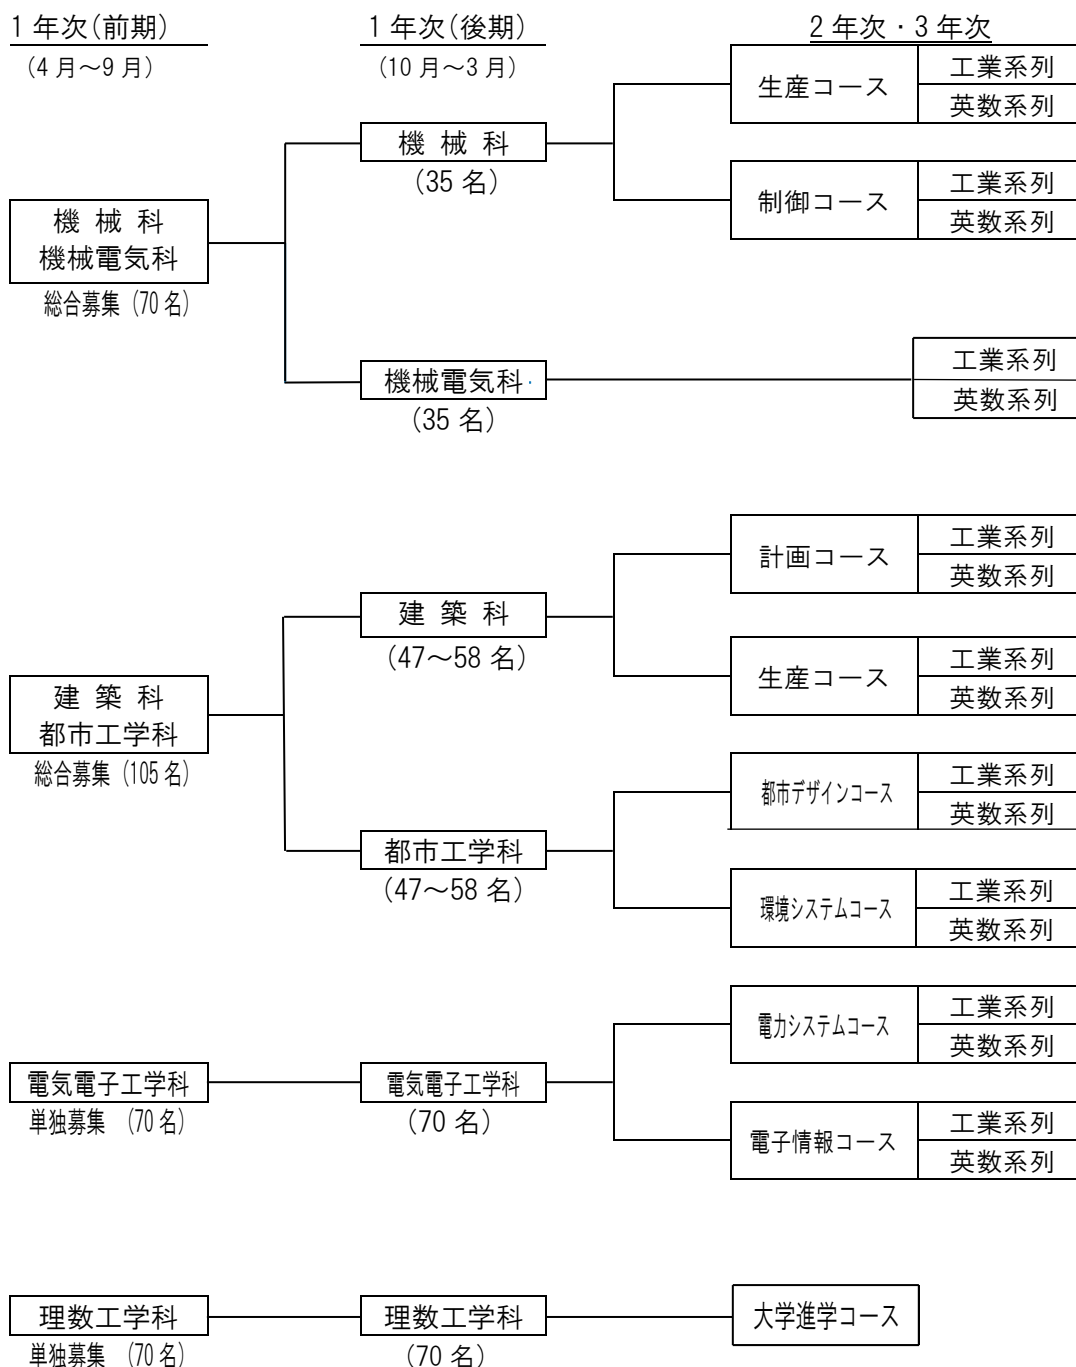 1年次(前期)
(4月～9月)
1年次(後期)
(10月～3月)
2年次・3年次
機械科
機械電気科
総合募集(70名)
機械科
(35名)
生産コース
工業系列
英数系列
制御コース
工業系列
英数系列
機械電気科
(35名)
工業系列
英数系列
建築科
都市工学科
総合募集(105名)
建築科
(47～58名)
計画コース
工業系列
英数系列
生産コース
工業系列
英数系列
都市工学科
(47～58名)
都市デザインコース
工業系列
英数系列
環境システムコース
工業系列
英数系列
電気電子工学科
単独募集 (70名)
電気電子工学科
(70名)
電力システムコース
工業系列
英数系列
電子情報コース
工業系列
英数系列
理数工学科
単独募集 (70名)
理数工学科
(70名)
大学進学コース